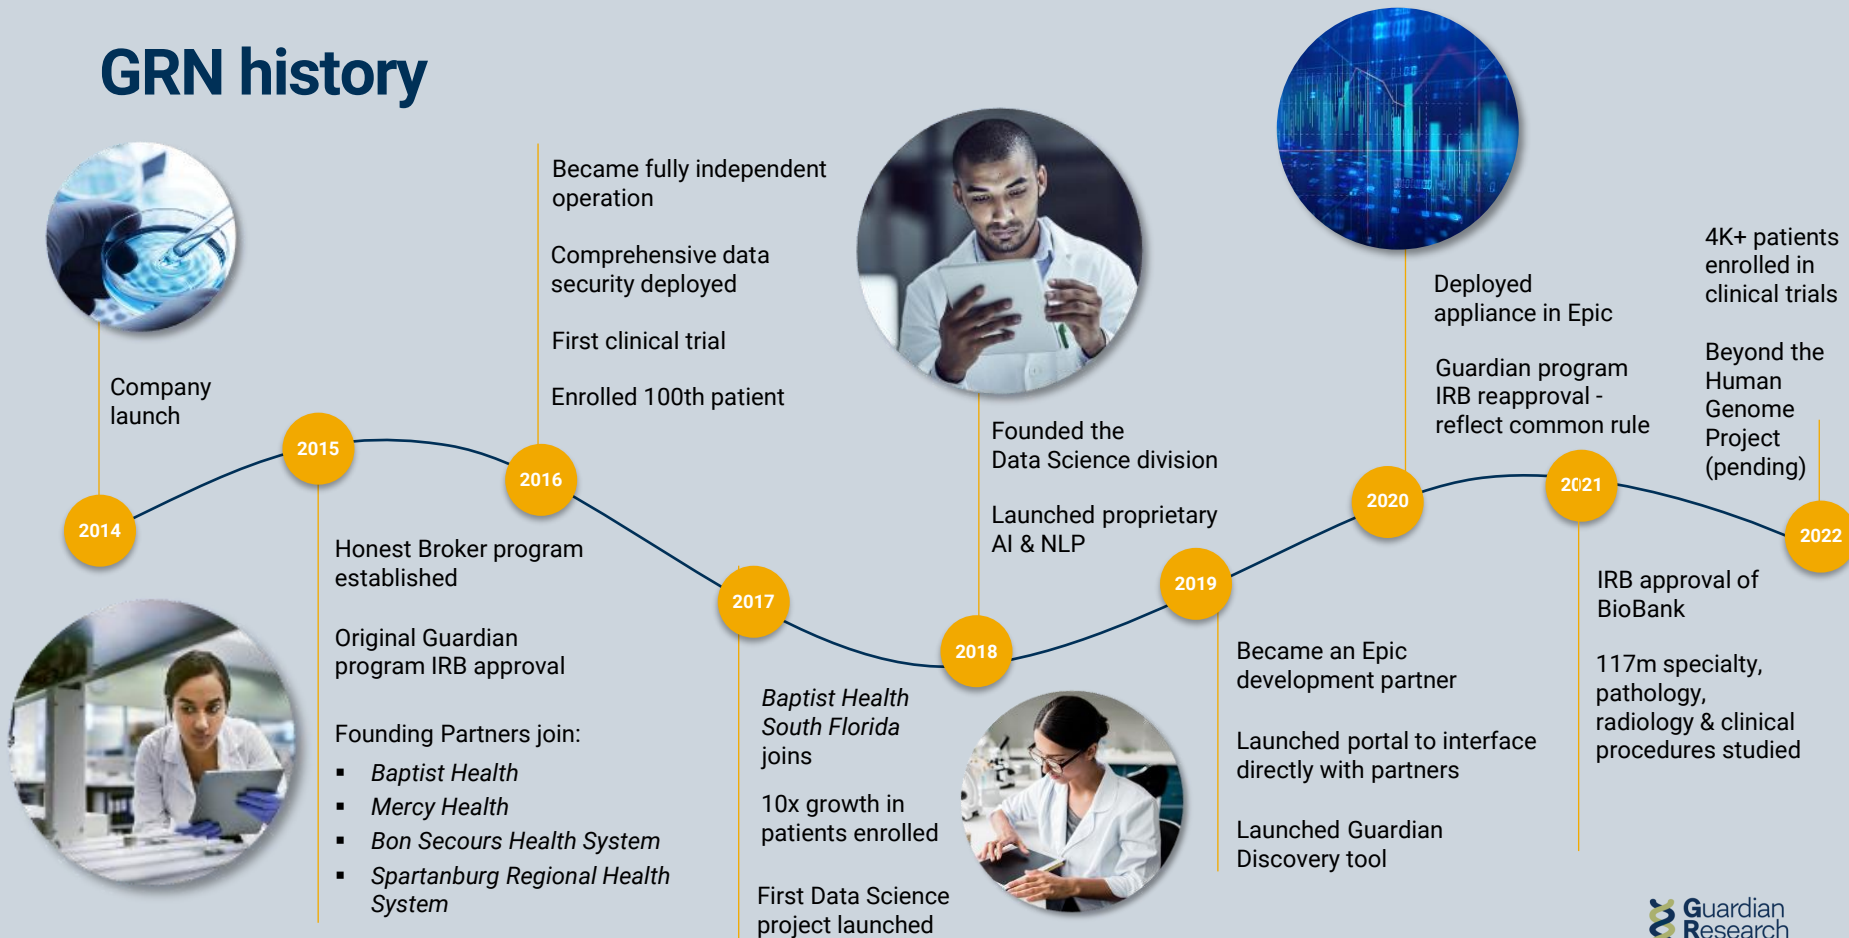 GRN history
2014
Company
launch
2015
Honest Broker program
established
Original Guardian
program IRB approval
Founding Partners join:
▪ Baptist Health
▪ Mercy Health
▪ Bon Secours Health System
▪ Spartanburg Regional Health
System
2016
Became fully independent
operation
Comprehensive data
security deployed
First clinical trial
Enrolled 100th patient
2017
Baptist Health
South Florida
joins
10x growth in
patients enrolled
First Data Science
project launched
2018
Founded the
Data Science division
Launched proprietary
AI & NLP
2019
Became an Epic
development partner
Launched portal to interface
directly with partners
Launched Guardian
Discovery tool
2020
Deployed
appliance in Epic
Guardian program
IRB reapproval -
reflect common rule
2021
IRB approval of
BioBank
117m specialty,
pathology,
radiology & clinical
procedures studied
2022
4K+ patients
enrolled in
clinical trials
Beyond the
Human
Genome
Project
(pending)
Guardian
Research